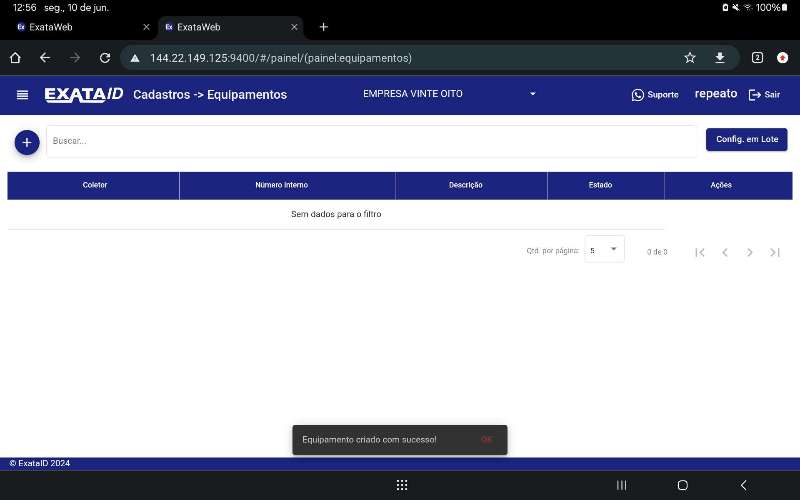 12:56 seg., 10 de jun.
100%
Ex ExataWeb
Ex ExataWeb
144.22.149.125:9400/#/painel/(painel:equipamentos)
2
EXATAID Cadastros -> Equipamentos
EMPRESA VINTE OITO
Suporte
repeato
Sair
+ Buscar...
Config. em Lote
Coletor Número Interno Descrição Estado Ações
Sem dados para o filtro
Qtd. por página: 5 0 de 0
Equipamento criado com sucesso! OK
© ExataID 2024